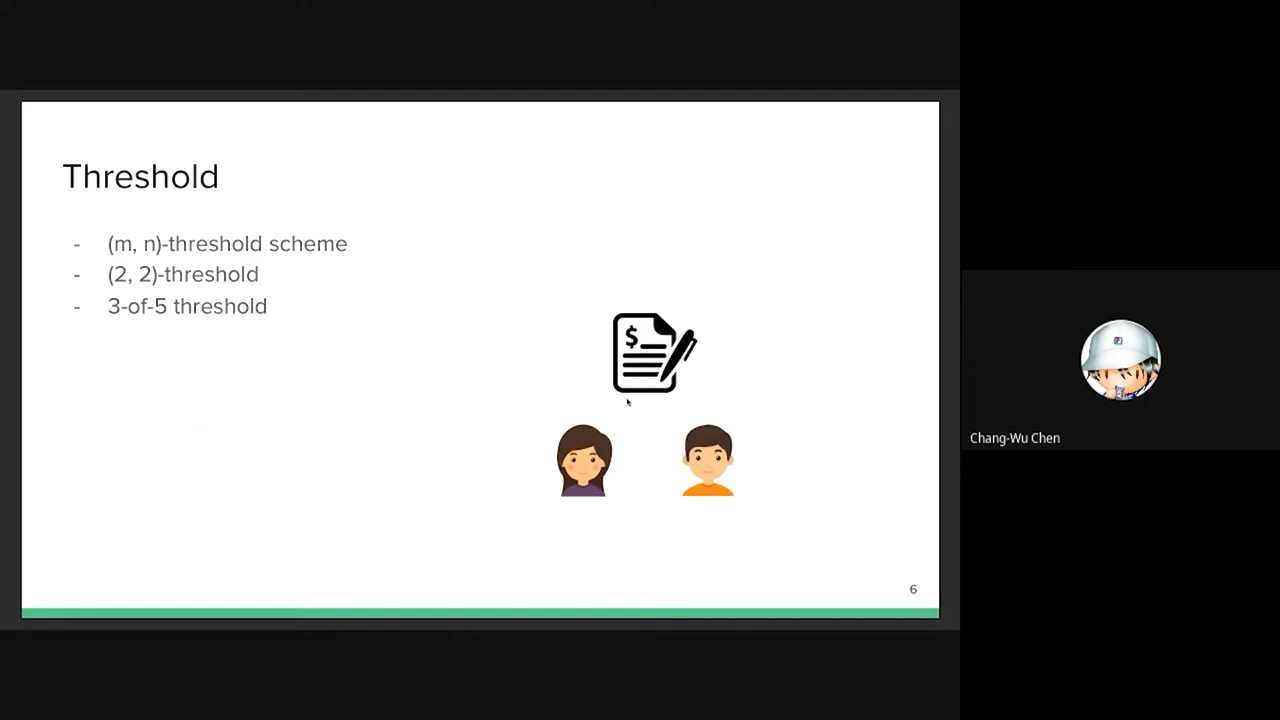 Threshold
- (m, n)-threshold scheme
- (2, 2)-threshold
- 3-of-5 threshold
$
6
Chang-Wu Chen